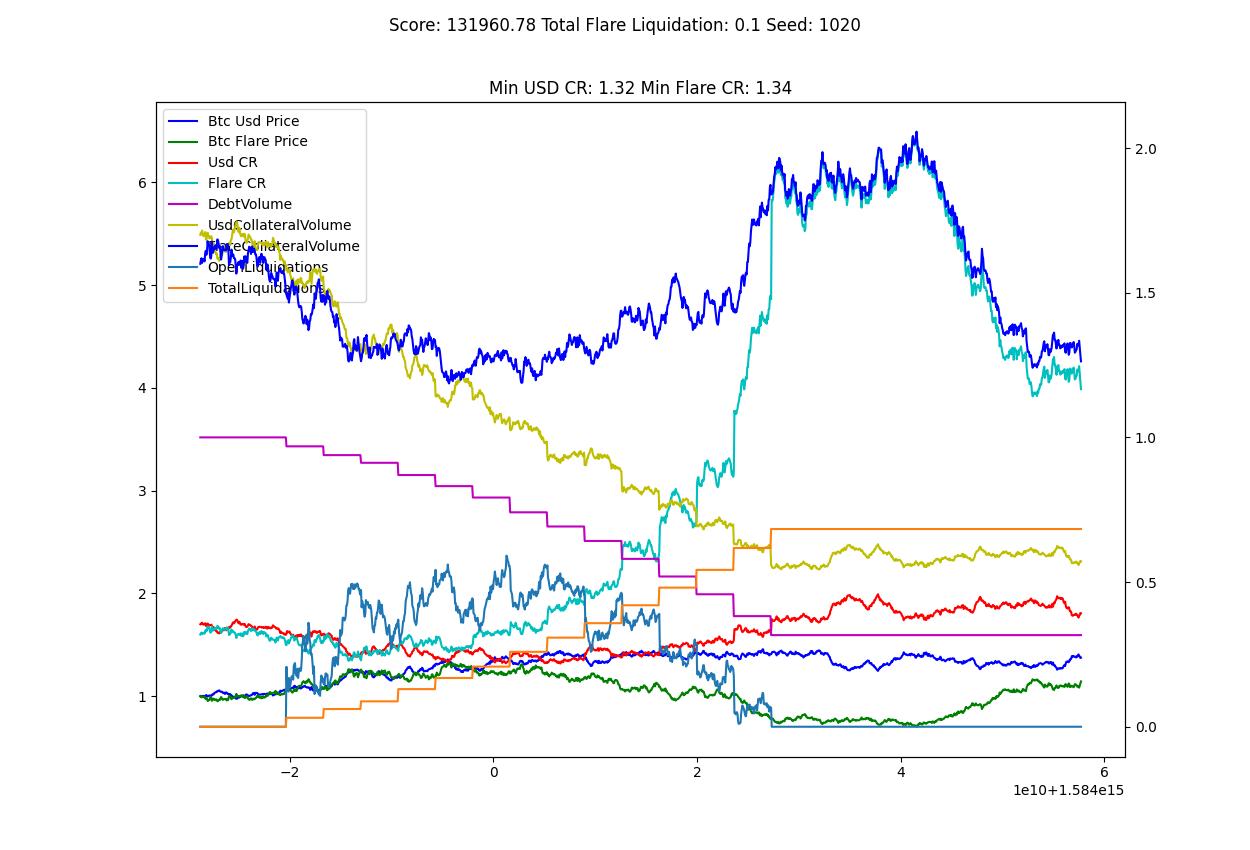 Score: 131960.78 Total Flare Liquidation: 0.1 Seed: 1020
Min USD CR: 1.32 Min Flare CR: 1.34
Btc Usd Price
Btc Flare Price
Usd CR
Flare CR
DebtVolume
UsdCollateralVolume
FlareCollateralVolume
OpenLiquidations
TotalLiquidations
6
5
4
3
2
1
2.0
1.5
1.0
0.5
0.0
−2
0
2
4
6
1e10+1.584e15